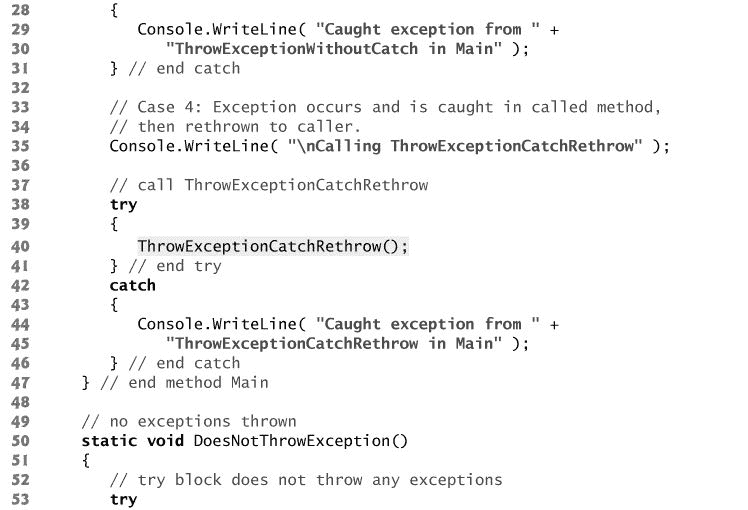 28 {
29 Console.WriteLine( "Caught exception from " +
30 "ThrowExceptionWithoutCatch in Main" );
31 } // end catch
32
33 // Case 4: Exception occurs and is caught in called method,
34 // then rethrown to caller.
35 Console.WriteLine( "\nCalling ThrowExceptionCatchRethrow" );
36
37 // call ThrowExceptionCatchRethrow
38 try
39 {
40 ThrowExceptionCatchRethrow();
41 } // end try
42 catch
43 {
44 Console.WriteLine( "Caught exception from " +
45 "ThrowExceptionCatchRethrow in Main" );
46 } // end catch
47 } // end method Main
48
49 // no exceptions thrown
50 static void DoesNotThrowException()
51 {
52 // try block does not throw any exceptions
53 try